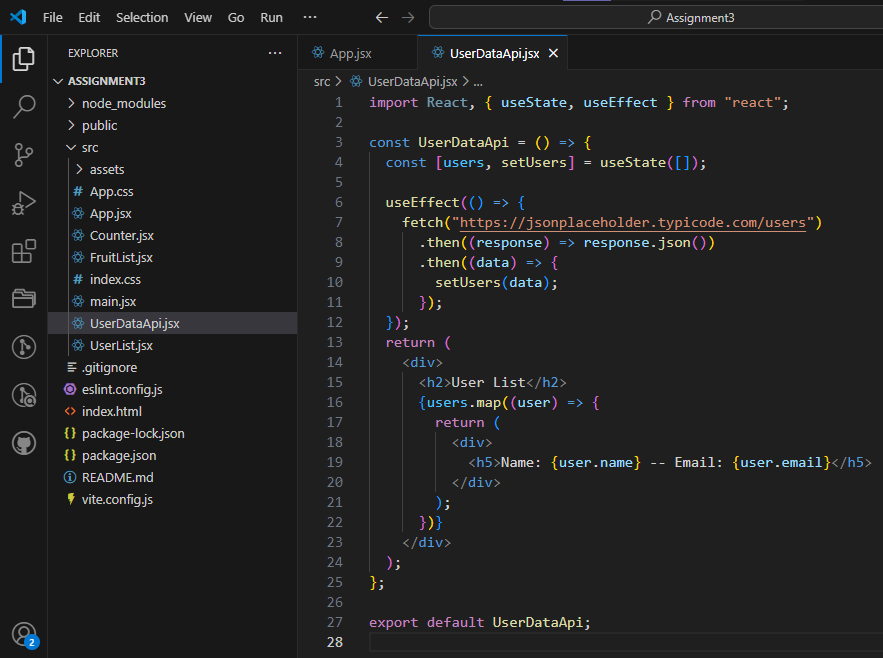 File Edit Selection View Go Run ··· Assignment3
EXPLORER ···
ASSIGNMENT3
node_modules
public
src
assets
# App.css
App.jsx
Counter.jsx
FruitList.jsx
# index.css
main.jsx
UserDataApi.jsx
UserList.jsx
.gitignore
eslint.config.js
<> index.html
{} package-lock.json
{} package.json
README.md
vite.config.js
2
App.jsx UserDataApi.jsx
src > UserDataApi.jsx > ...
1 import React, { useState, useEffect } from "react";
2
3 const UserDataApi = () => {
4 const [users, setUsers] = useState([]);
5
6 useEffect(() => {
7 fetch("https://jsonplaceholder.typicode.com/users")
8 .then((response) => response.json())
9 .then((data) => {
10 setUsers(data);
11 });
12 });
13 return (
14 <div>
15 <h2>User List</h2>
16 {users.map((user) => {
17 return (
18 <div>
19 <h5>Name: {user.name} -- Email: {user.email}</h5>
20 </div>
21 );
22 })}
23 </div>
24 );
25 };
26
27 export default UserDataApi;
28